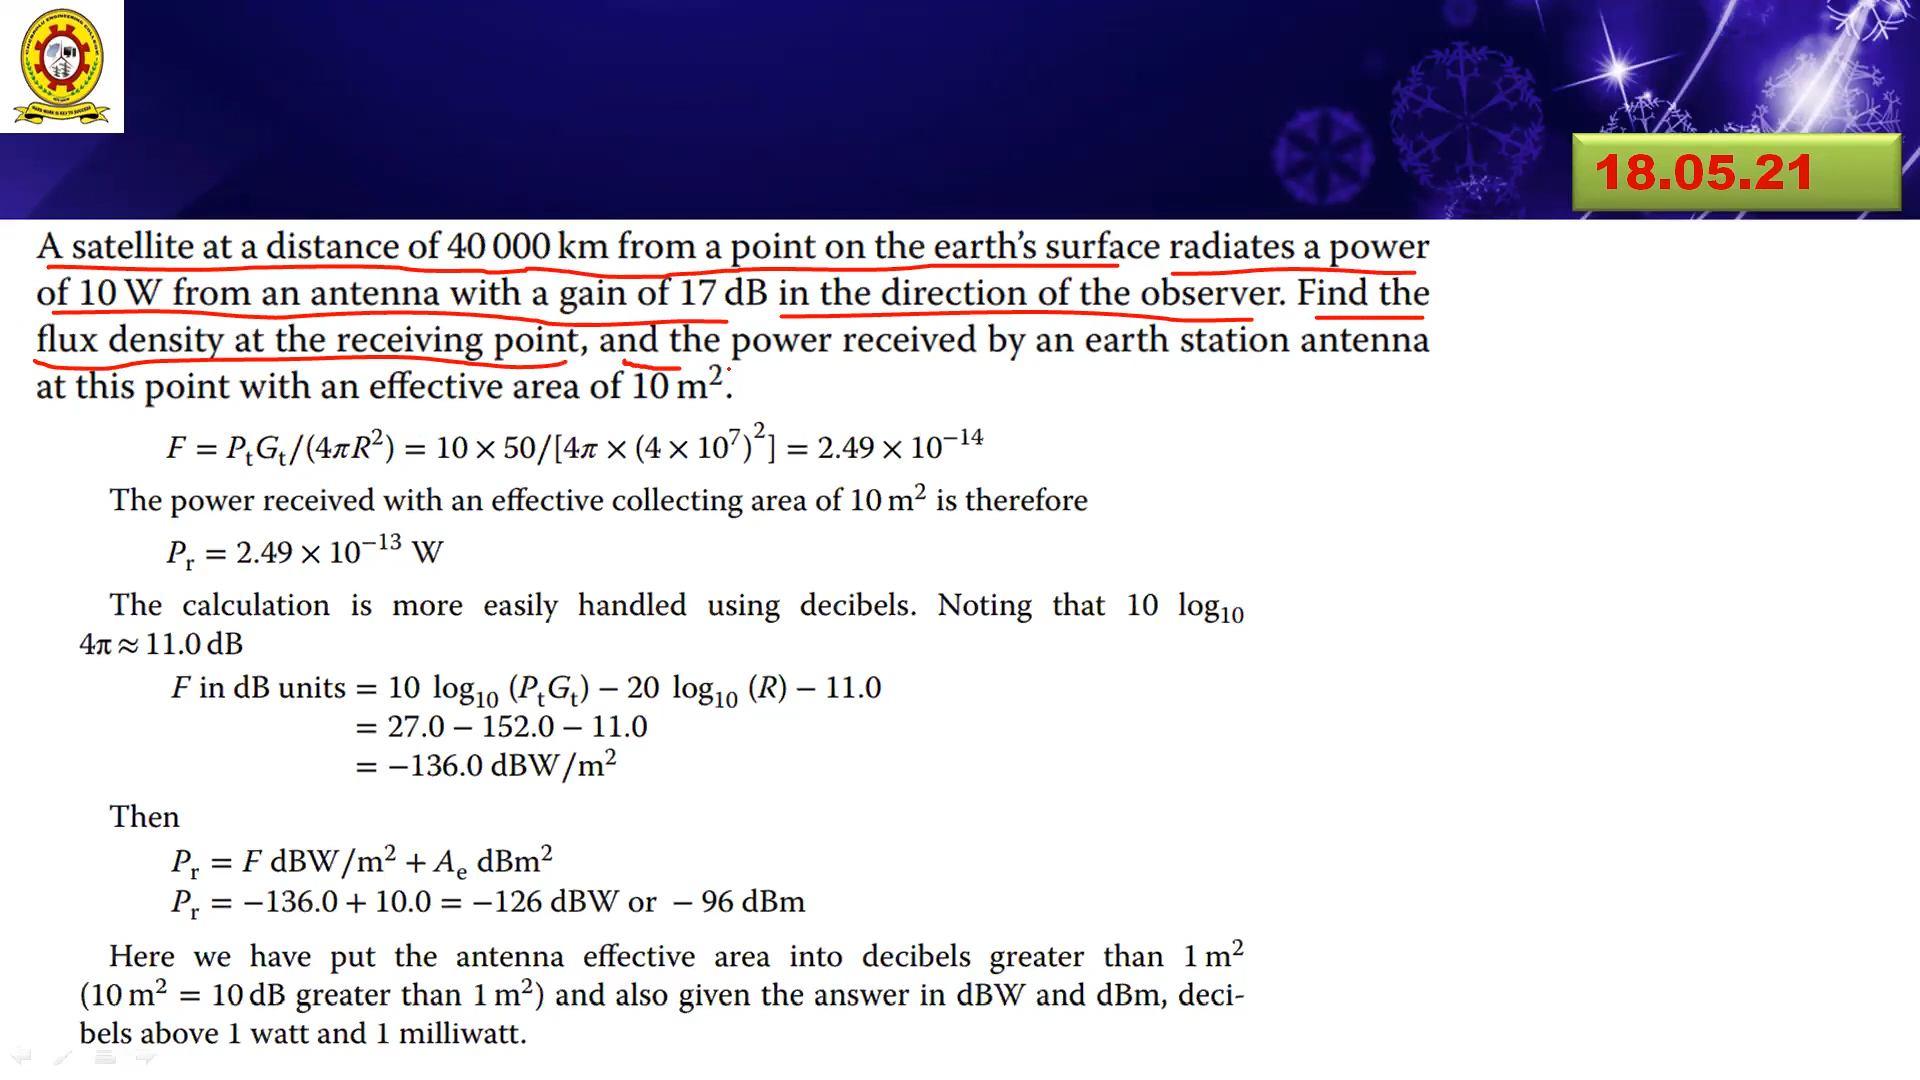 18.05.21
A satellite at a distance of 40 000 km from a point on the earth's surface radiates a power
of 10 W from an antenna with a gain of 17 dB in the direction of the observer. Find the
flux density at the receiving point, and the power received by an earth station antenna
at this point with an effective area of 10 m².
F = PₜGₜ/(4πR²) = 10 × 50/[4π × (4 × 10⁷)²] = 2.49 × 10⁻¹⁴
The power received with an effective collecting area of 10 m² is therefore
Pᵣ = 2.49 × 10⁻¹³ W
The calculation is more easily handled using decibels. Noting that 10 log₁₀
4π ≈ 11.0 dB
F in dB units = 10 log₁₀ (PₜGₜ) − 20 log₁₀ (R) − 11.0
= 27.0 − 152.0 − 11.0
= −136.0 dBW/m²
Then
Pᵣ = F dBW/m² + Aₑ dBm²
Pᵣ = −136.0 + 10.0 = −126 dBW or − 96 dBm
Here we have put the antenna effective area into decibels greater than 1 m²
(10 m² = 10 dB greater than 1 m²) and also given the answer in dBW and dBm, deci-
bels above 1 watt and 1 milliwatt.